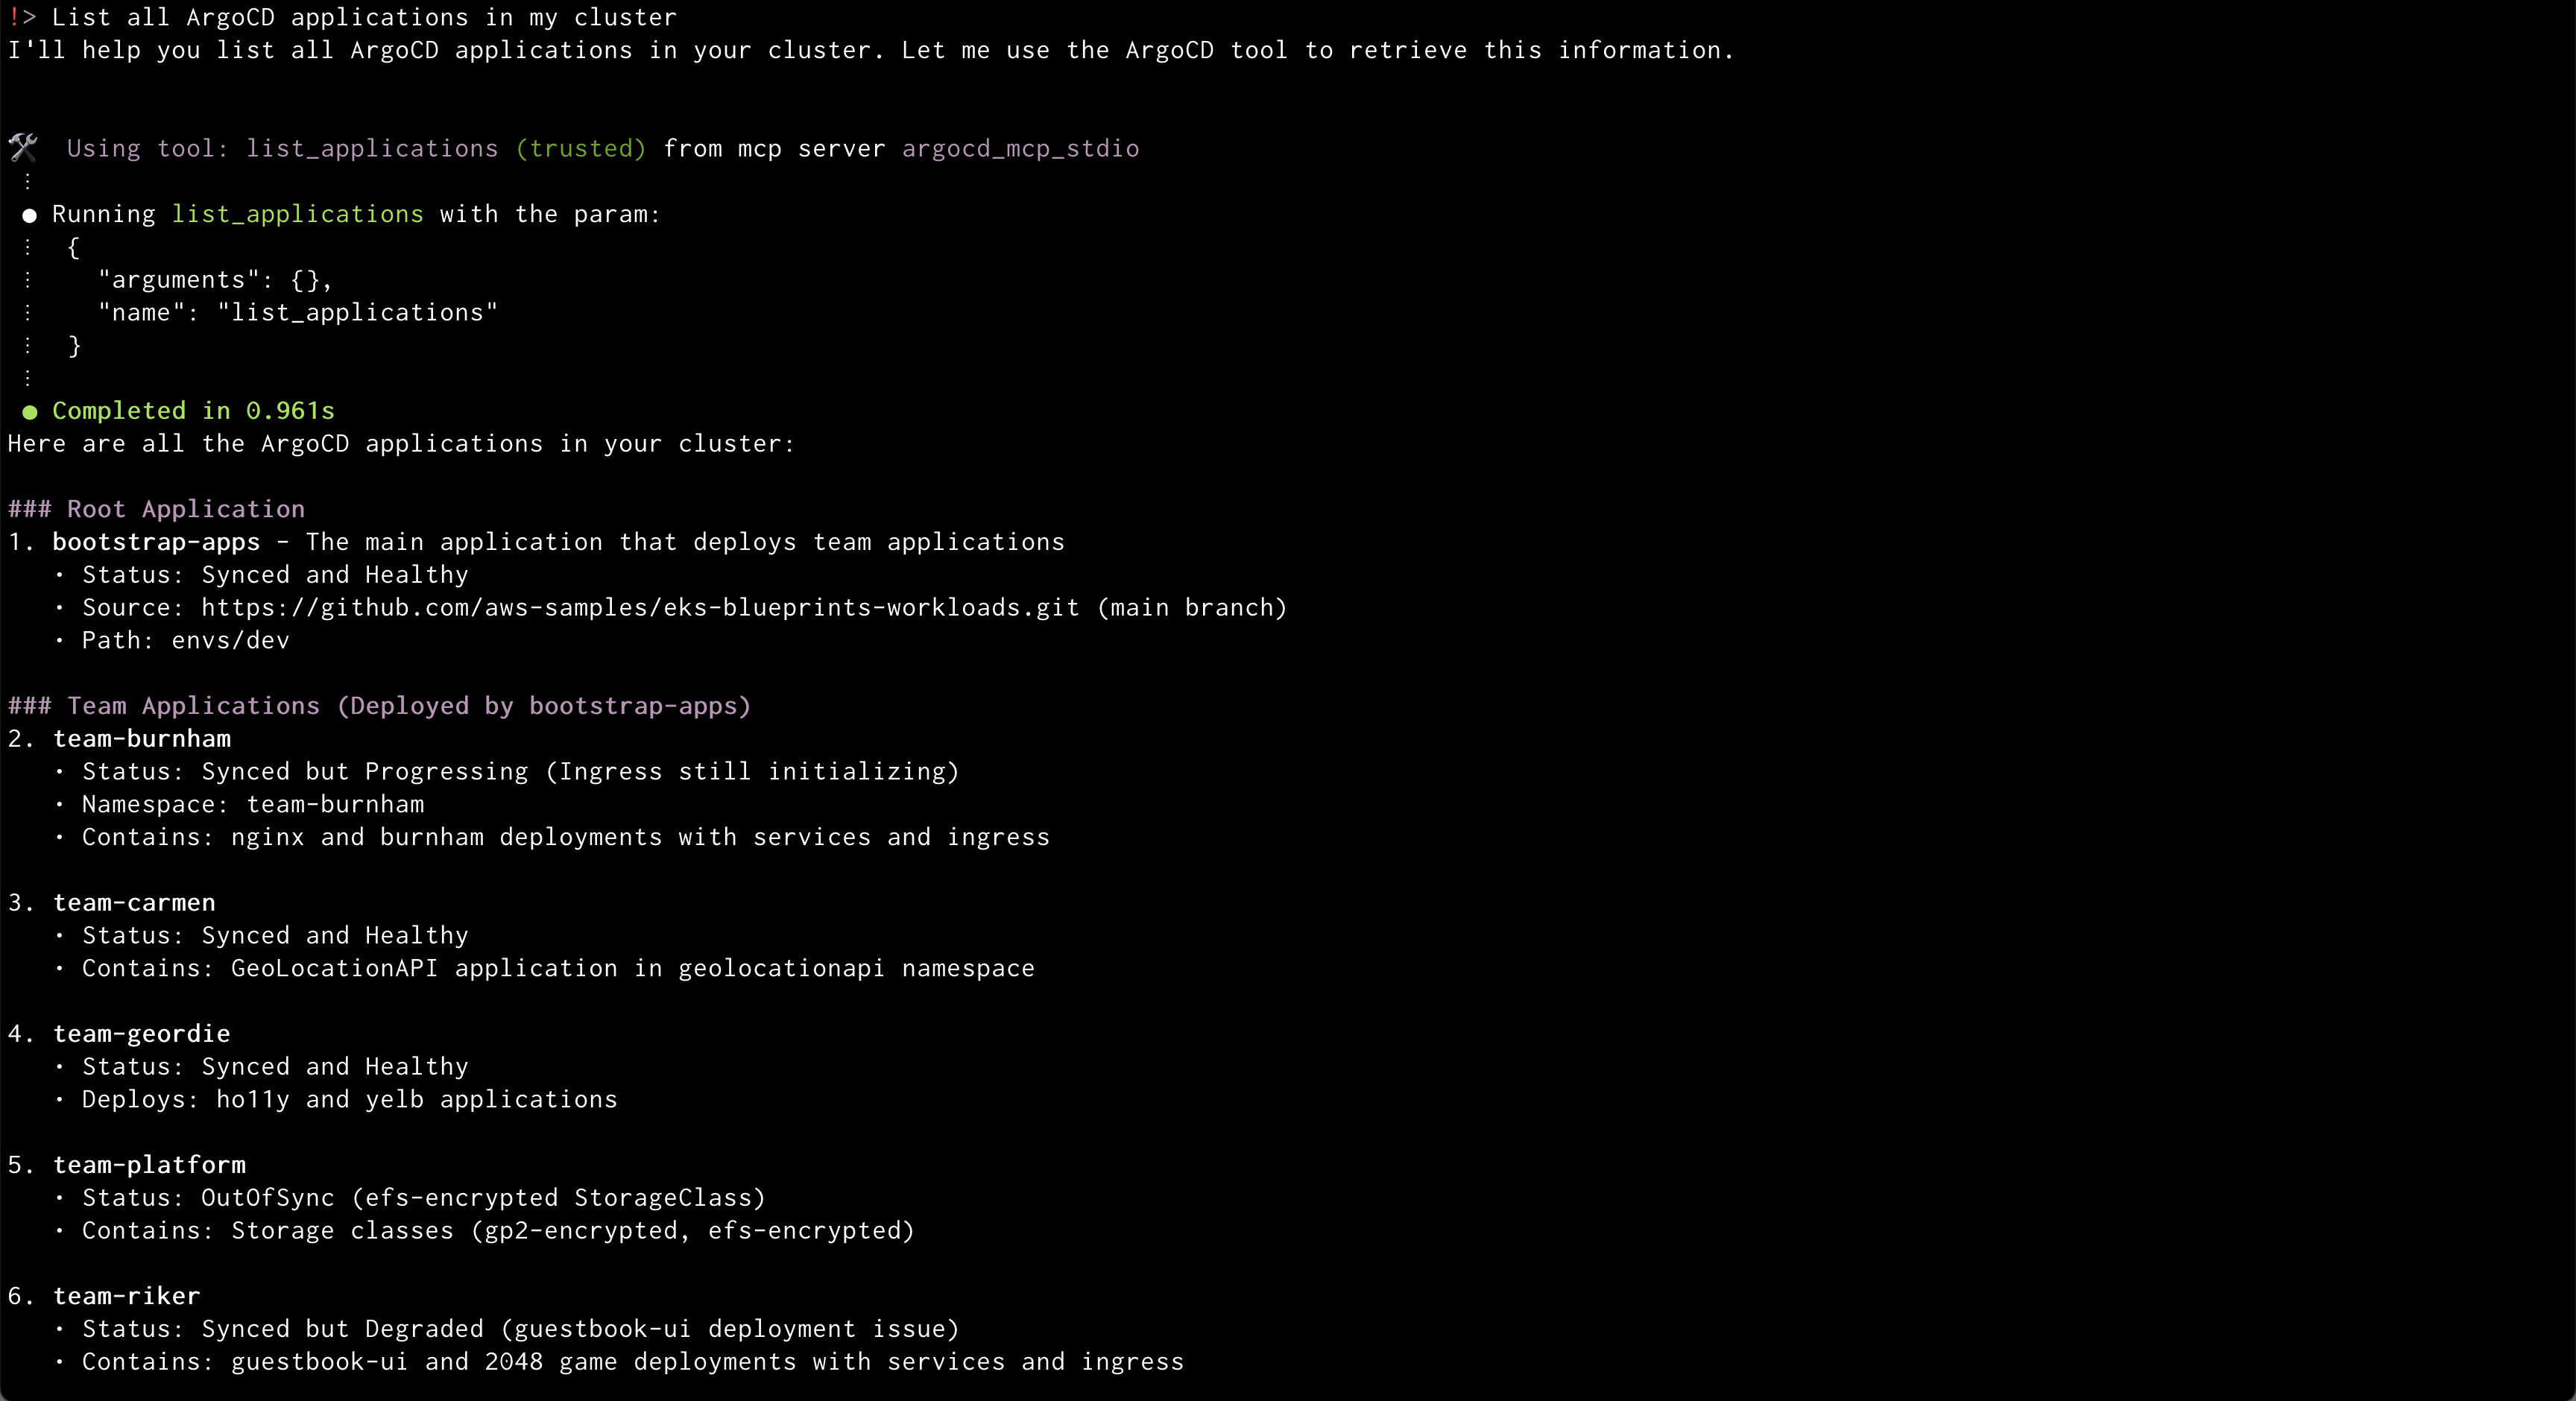 !> List all ArgoCD applications in my cluster
I'll help you list all ArgoCD applications in your cluster. Let me use the ArgoCD tool to retrieve this information.
🛠️ Using tool: list_applications (trusted) from mcp server argocd_mcp_stdio
⋮
● Running list_applications with the param:
⋮  {
⋮    "arguments": {},
⋮    "name": "list_applications"
⋮  }
⋮
● Completed in 0.961s
Here are all the ArgoCD applications in your cluster:
### Root Application
1. bootstrap-apps - The main application that deploys team applications
• Status: Synced and Healthy
• Source: https://github.com/aws-samples/eks-blueprints-workloads.git (main branch)
• Path: envs/dev
### Team Applications (Deployed by bootstrap-apps)
2. team-burnham
• Status: Synced but Progressing (Ingress still initializing)
• Namespace: team-burnham
• Contains: nginx and burnham deployments with services and ingress
3. team-carmen
• Status: Synced and Healthy
• Contains: GeoLocationAPI application in geolocationapi namespace
4. team-geordie
• Status: Synced and Healthy
• Deploys: ho11y and yelb applications
5. team-platform
• Status: OutOfSync (efs-encrypted StorageClass)
• Contains: Storage classes (gp2-encrypted, efs-encrypted)
6. team-riker
• Status: Synced but Degraded (guestbook-ui deployment issue)
• Contains: guestbook-ui and 2048 game deployments with services and ingress